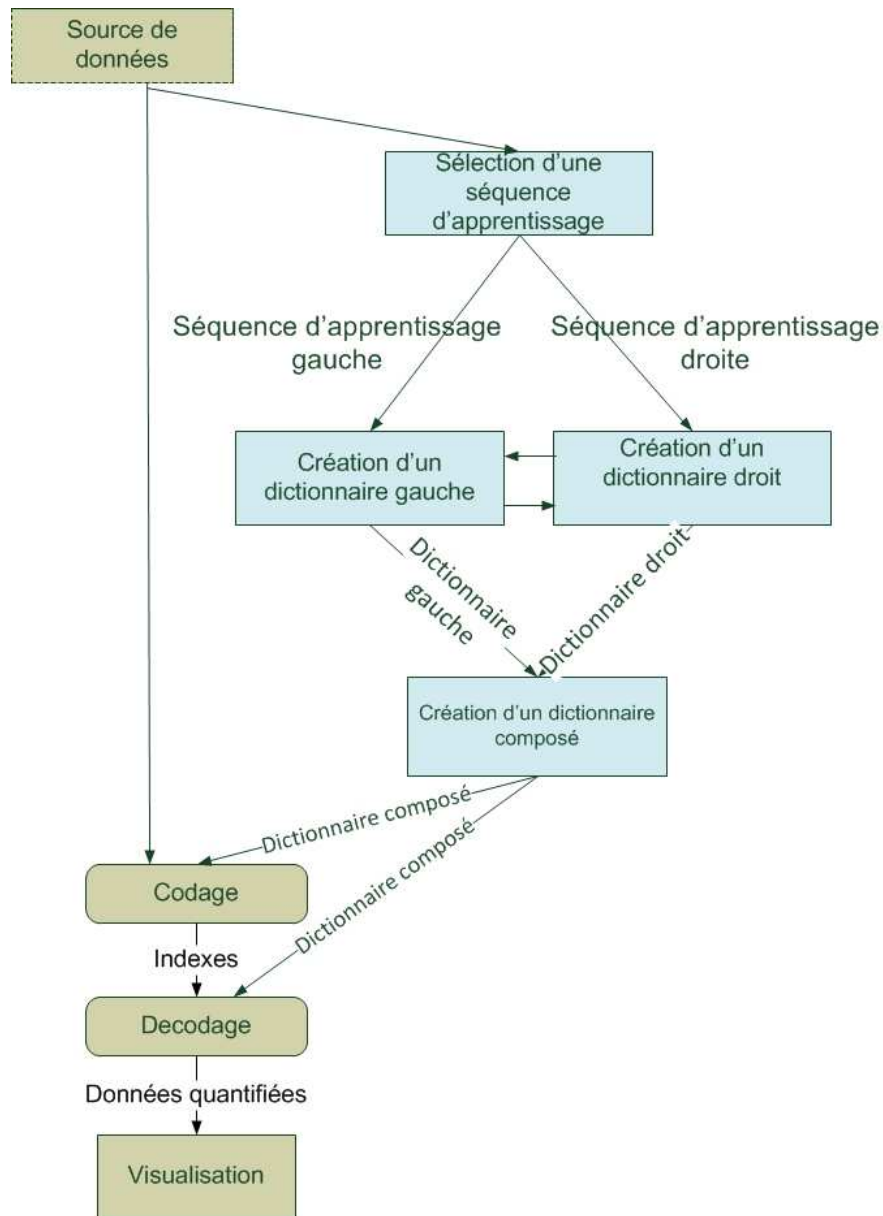 Source de
données
Sélection d'une
séquence
d'apprentissage
Séquence d'apprentissage
gauche
Séquence d'apprentissage
droite
Création d'un
dictionnaire gauche
Création d'un
dictionnaire droit
Dictionnaire
gauche
Dictionnaire droit
Création d'un dictionnaire
composé
Dictionnaire composé
Dictionnaire composé
Codage
Indexes
Decodage
Données quantifiées
Visualisation